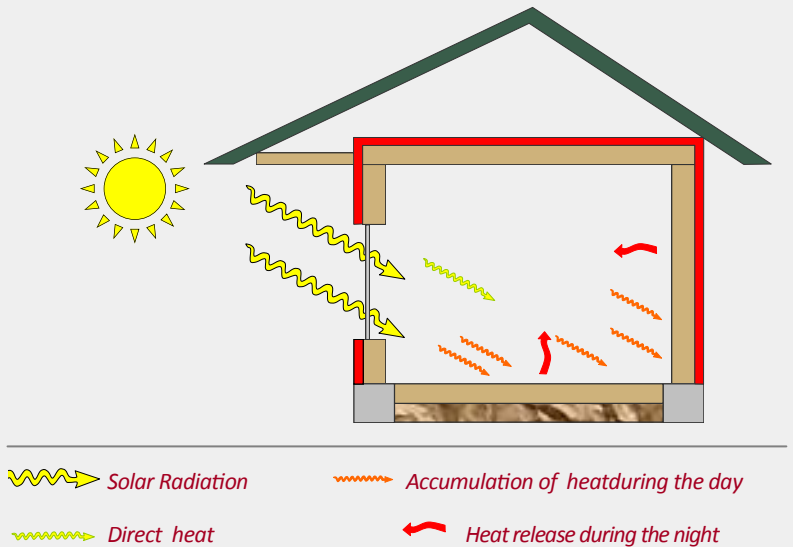 Solar Radiation
Accumulation of heatduring the day
Direct heat
Heat release during the night